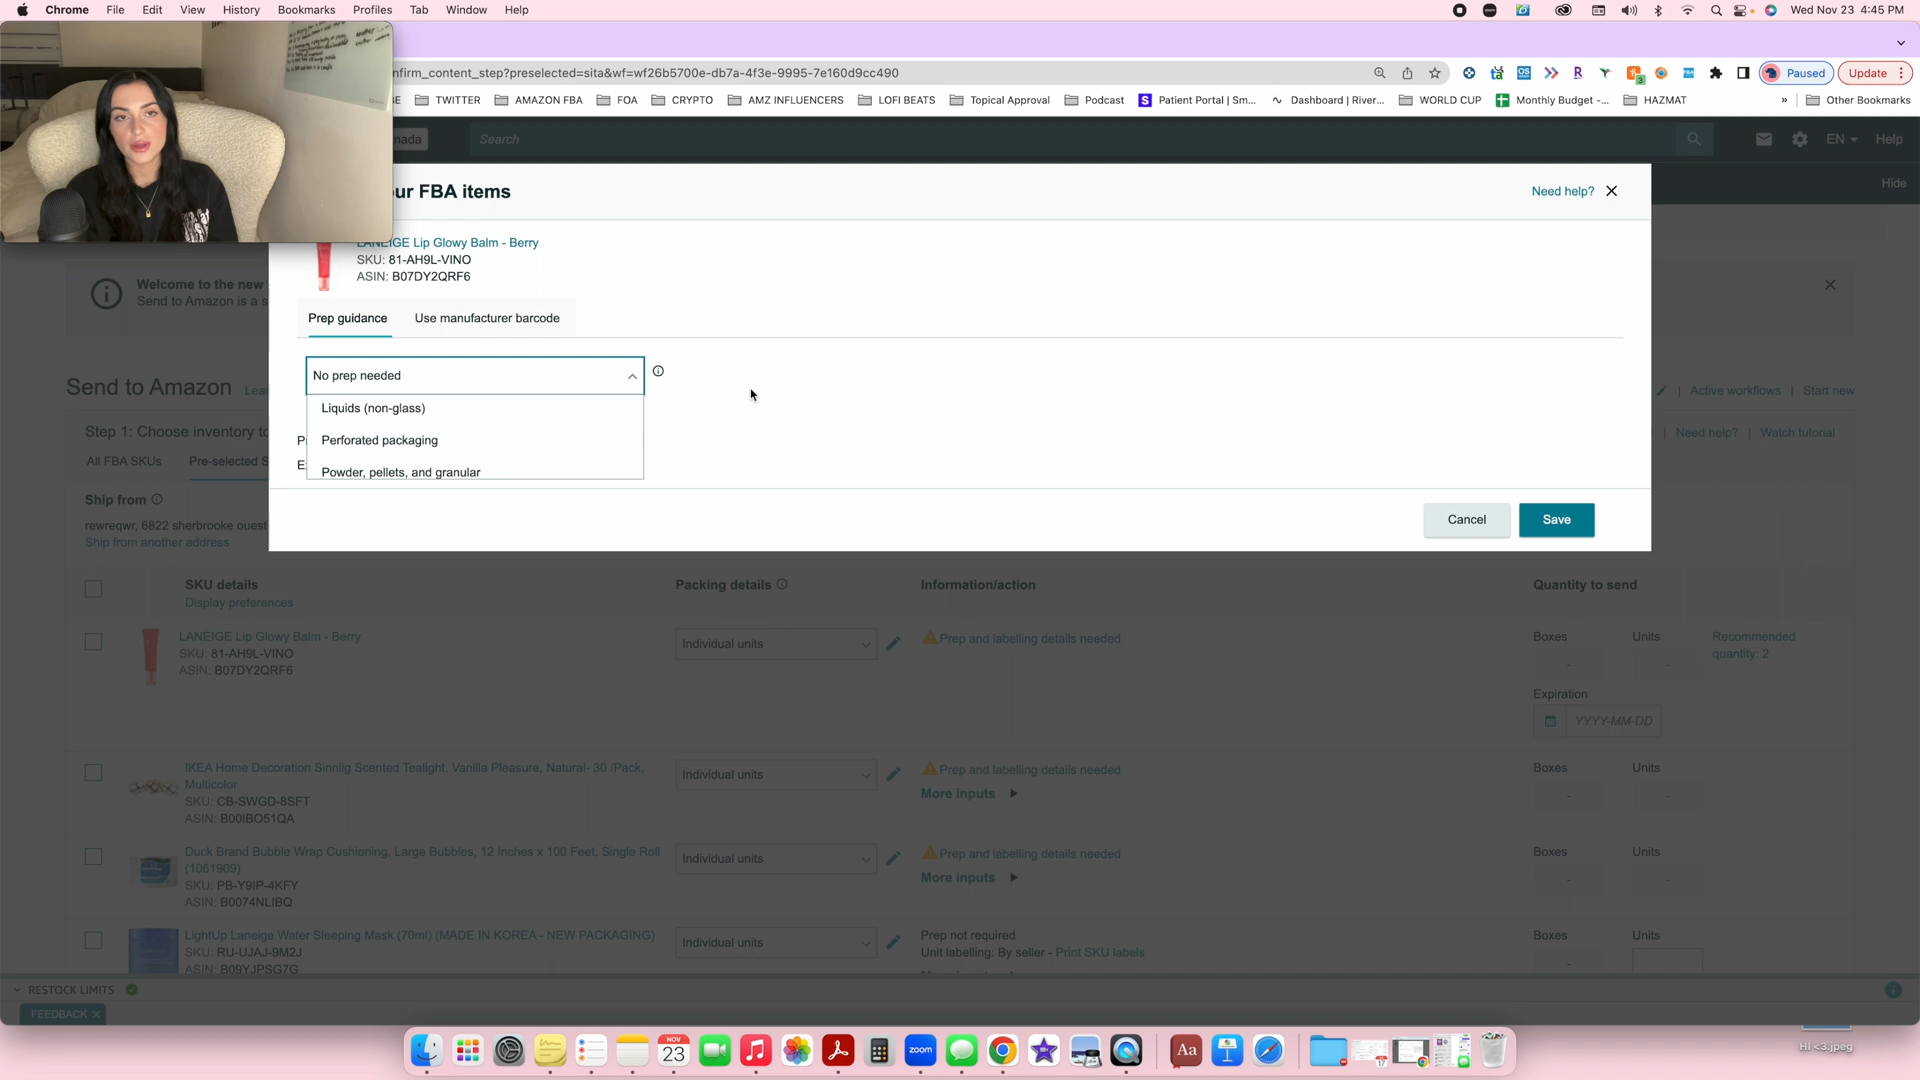 Chrome File Edit View History Bookmarks Profiles Tab Window Help
Wed Nov 23 4:45 PM
nfirm_content_step?preselected=sita&wf=wf26b5700e-db7a-4f3e-9995-7e160d9cc490
Paused
Update
BE TWITTER AMAZON FBA FOA CRYPTO AMZ INFLUENCERS LOFI BEATS Topical Approval Podcast Patient Portal | Sm... Dashboard | River... WORLD CUP Monthly Budget -... HAZMAT » Other Bookmarks
nada
Search
EN
Help
Hide
ur FBA items
Need help?
LANEIGE Lip Glowy Balm - Berry
SKU: 81-AH9L-VINO
ASIN: B07DY2QRF6
Prep guidance
Use manufacturer barcode
No prep needed
Liquids (non-glass)
Perforated packaging
Powder, pellets, and granular
P
E
Cancel
Save
Welcome to the new
Send to Amazon is a s
Send to Amazon
Lea
| Active workflows | Start new
Step 1: Choose inventory to
| Need help? | Watch tutorial
All FBA SKUs
Pre-selected S
Ship from
rewreqwr, 6822 sherbrooke ouest
Ship from another address
SKU details
Display preferences
Packing details
Information/action
Quantity to send
LANEIGE Lip Glowy Balm - Berry
SKU: 81-AH9L-VINO
ASIN: B07DY2QRF6
Individual units
Prep and labelling details needed
Boxes Units
- -
Recommended
quantity: 2
Expiration
YYYY-MM-DD
IKEA Home Decoration Sinnlig Scented Tealight, Vanilla Pleasure, Natural- 30 /Pack,
Multicolor
SKU: CB-SWGD-8SFT
ASIN: B00IBO51QA
Individual units
Prep and labelling details needed
More inputs
Boxes Units
- -
Duck Brand Bubble Wrap Cushioning, Large Bubbles, 12 Inches x 100 Feet, Single Roll
(1061909)
SKU: PB-Y9IP-4KFY
ASIN: B0074NLIBQ
Individual units
Prep and labelling details needed
More inputs
Boxes Units
- -
LightUp Laneige Water Sleeping Mask (70ml) (MADE IN KOREA - NEW PACKAGING)
SKU: RU-UJAJ-9M2J
ASIN: B09YJPSG7G
Individual units
Prep not required
Unit labelling: By seller - Print SKU labels
Boxes Units
-
RESTOCK LIMITS
FEEDBACK
NOV
23
zoom
Aa
17
HI <3.jpeg